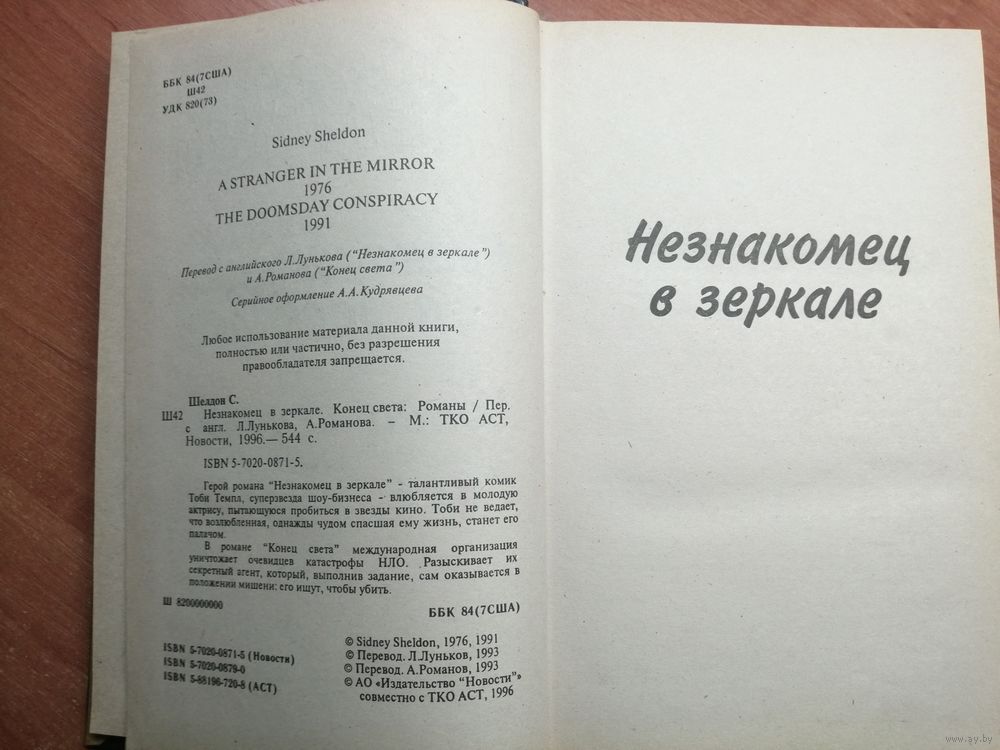 ББК 84(7США)
Ш42
УДК 820(73)
Sidney Sheldon
A STRANGER IN THE MIRROR
1976
THE DOOMSDAY CONSPIRACY
1991
Перевод с английского Л.Лунькова (“Незнакомец в зеркале”)
и А.Романова (“Конец света”)
Серийное оформление А.А.Кудрявцева
Любое использование материала данной книги,
полностью или частично, без разрешения
правообладателя запрещается.
Шелдов С.
Ш42 Незнакомец в зеркале. Конец света: Романы / Пер.
с англ. Л.Лунькова, А.Романова. – М.: ТКО АСТ,
Новости, 1996.— 544 с.
ISBN 5-7020-0871-5.
Герой романа “Незнакомец в зеркале” - талантливый комик
Тоби Темпл, суперзвезда шоу-бизнеса - влюбляется в молодую
актрису, пытающуюся пробиться в звезды кино. Тоби не ведает,
что возлюбленная, однажды чудом спасшая ему жизнь, станет его
палачом.
В романе “Конец света” международная организация
уничтожает очевидцев катастрофы НЛО. Разыскивает их
секретный агент, который, выполнив задание, сам оказывается в
положении мишени: его ищут, чтобы убить.
Ш 8200000000
ББК 84(7США)
ISBN 5-7020-0871-5 (Новости)
ISBN 5-7020-0879-0
ISBN 5-88196-720-8 (АСТ)
© Sidney Sheldon, 1976, 1991
© Перевод. Л.Луньков, 1993
© Перевод. А.Романов, 1993
© АО «Издательство “Новости”»
совместно с ТКО АСТ, 1996
Незнакомец
в зеркале
www.ay.by